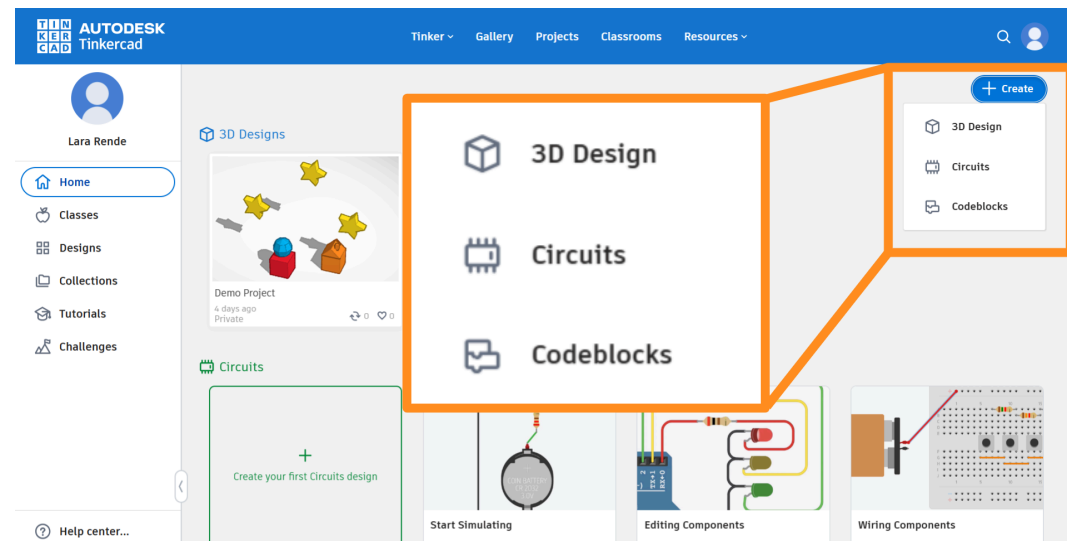 TIN
KER
CAD
AUTODESK
Tinkercad
Tinker
Gallery
Projects
Classrooms
Resources
Lara Rende
Home
Classes
Designs
Collections
Tutorials
Challenges
Help center...
3D Designs
Demo Project
4 days ago
Private
0
0
3D Design
Circuits
Codeblocks
+ Create
3D Design
Circuits
Codeblocks
Circuits
+
Create your first Circuits design
Start Simulating
Editing Components
Wiring Components